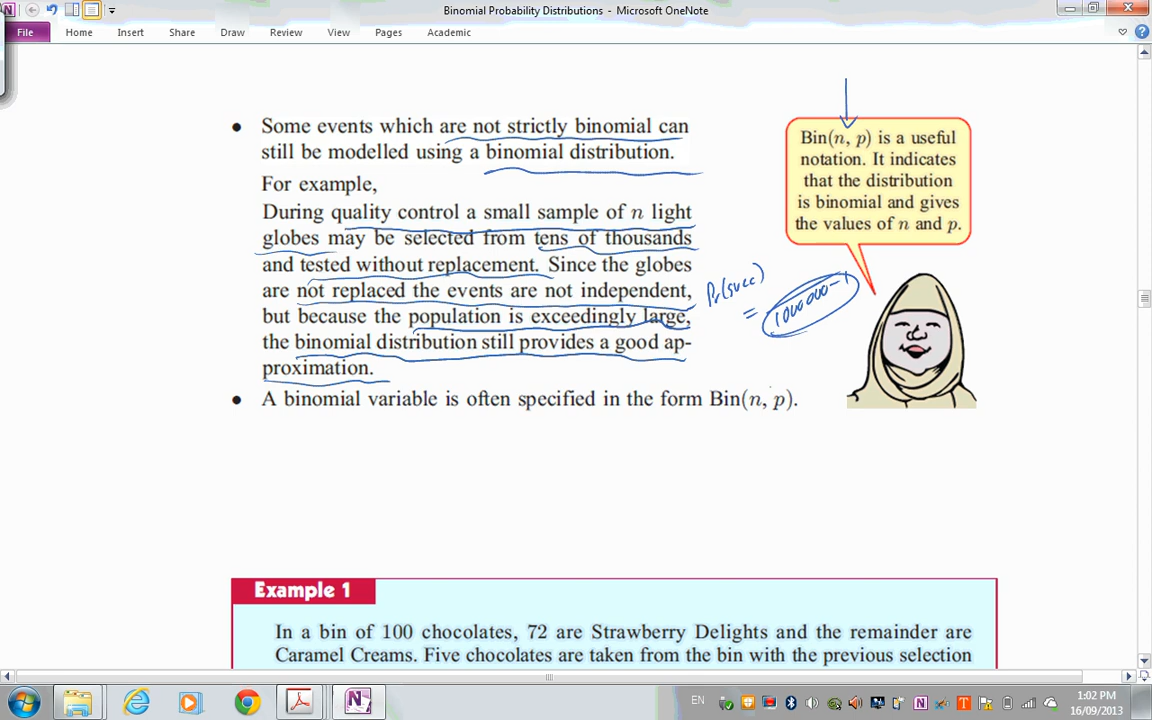 Binomial Probability Distributions - Microsoft OneNote
File Home Insert Share Draw Review View Pages Academic
• Some events which are not strictly binomial can
still be modelled using a binomial distribution.
For example,
During quality control a small sample of n light
globes may be selected from tens of thousands
and tested without replacement. Since the globes
are not replaced the events are not independent,
but because the population is exceedingly large,
the binomial distribution still provides a good ap-
proximation.
• A binomial variable is often specified in the form Bin(n, p).
Bin(n, p) is a useful
notation. It indicates
that the distribution
is binomial and gives
the values of n and p.
Pr(succ)
= 1000000-1
Example 1
In a bin of 100 chocolates, 72 are Strawberry Delights and the remainder are
Caramel Creams. Five chocolates are taken from the bin with the previous selection
EN
1:02 PM
16/09/2013